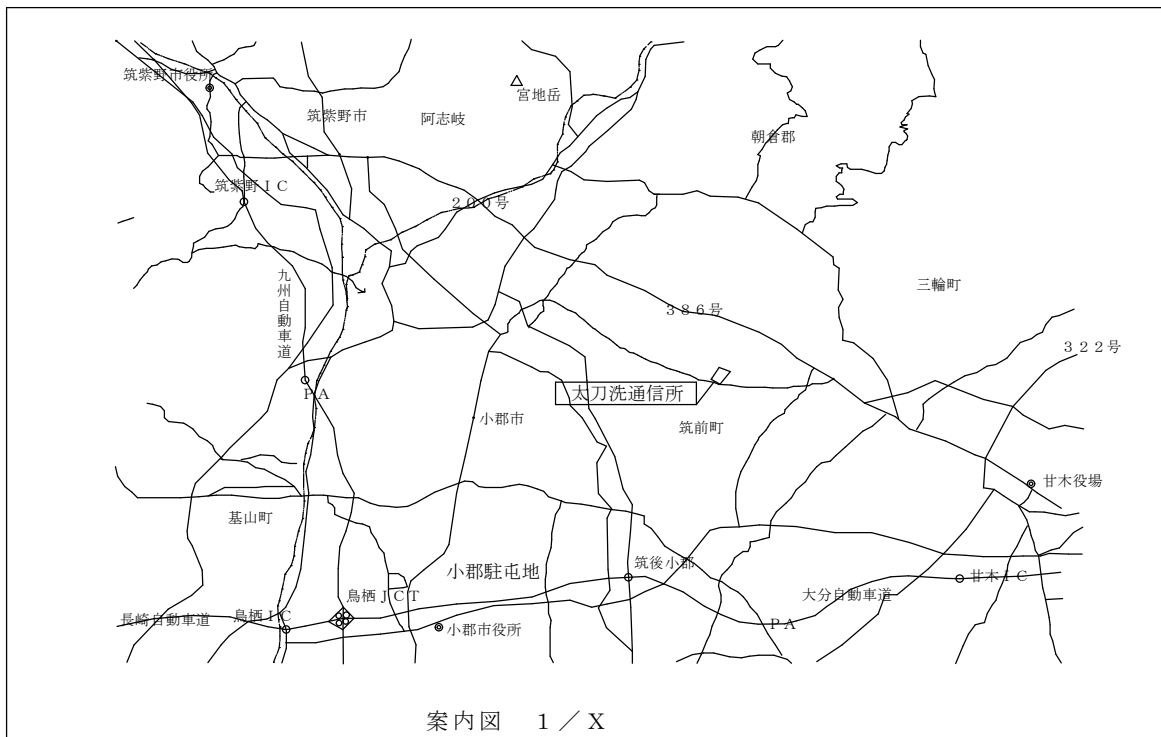 筑紫野市役所
宮地岳
筑紫野市
阿志岐
朝倉郡
筑紫野ＩＣ
２００号
九州自動車道
三輪町
３８６号
３２２号
ＰＡ
太刀洗通信所
小郡市
筑前町
甘木役場
基山町
小郡駐屯地
筑後小郡
甘木ＩＣ
鳥栖ＪＣＴ
大分自動車道
長崎自動車道
鳥栖ＩＣ
小郡市役所
ＰＡ
案内図　１／Ｘ